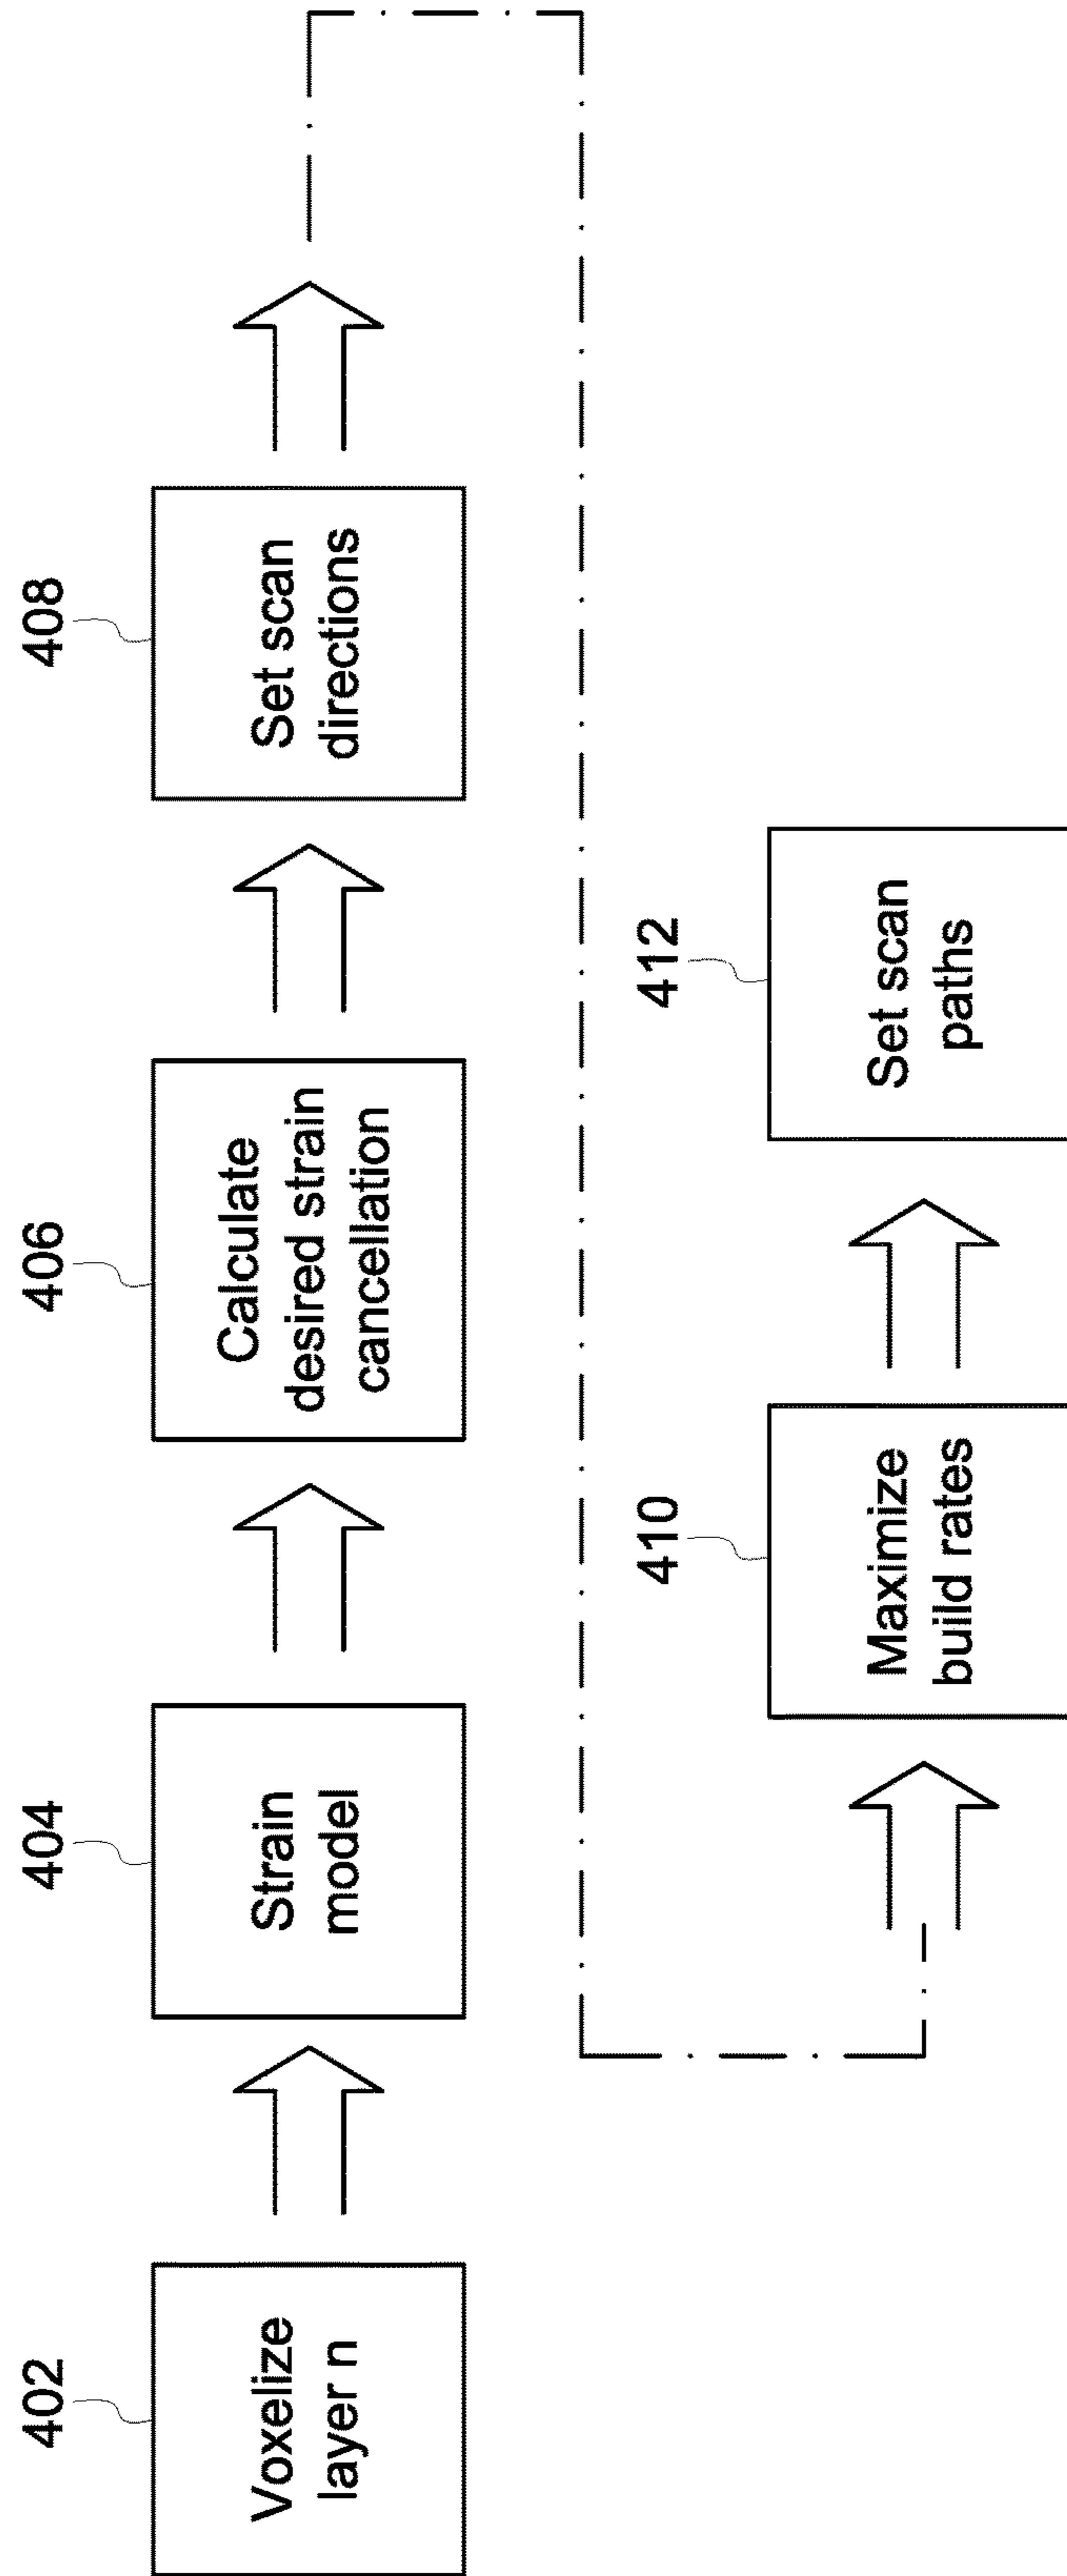 402
Voxelize
layer n
404
Strain
model
406
Calculate
desired strain
cancellation
408
Set scan
directions
410
Maximize
build rates
412
Set scan
paths